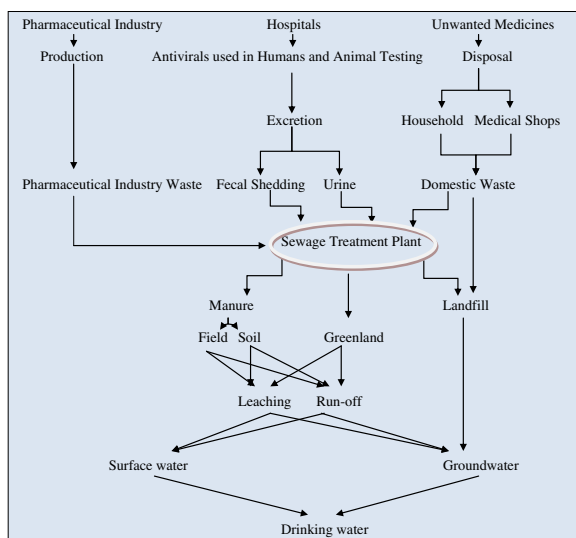 Pharmaceutical Industry Hospitals Unwanted Medicines
Production Antivirals used in Humans and Animal Testing Disposal
Excretion Household Medical Shops
Pharmaceutical Industry Waste Fecal Shedding Urine Domestic Waste
Sewage Treatment Plant
Manure Landfill
Field Soil Greenland
Leaching Run-off
Surface water Groundwater
Drinking water